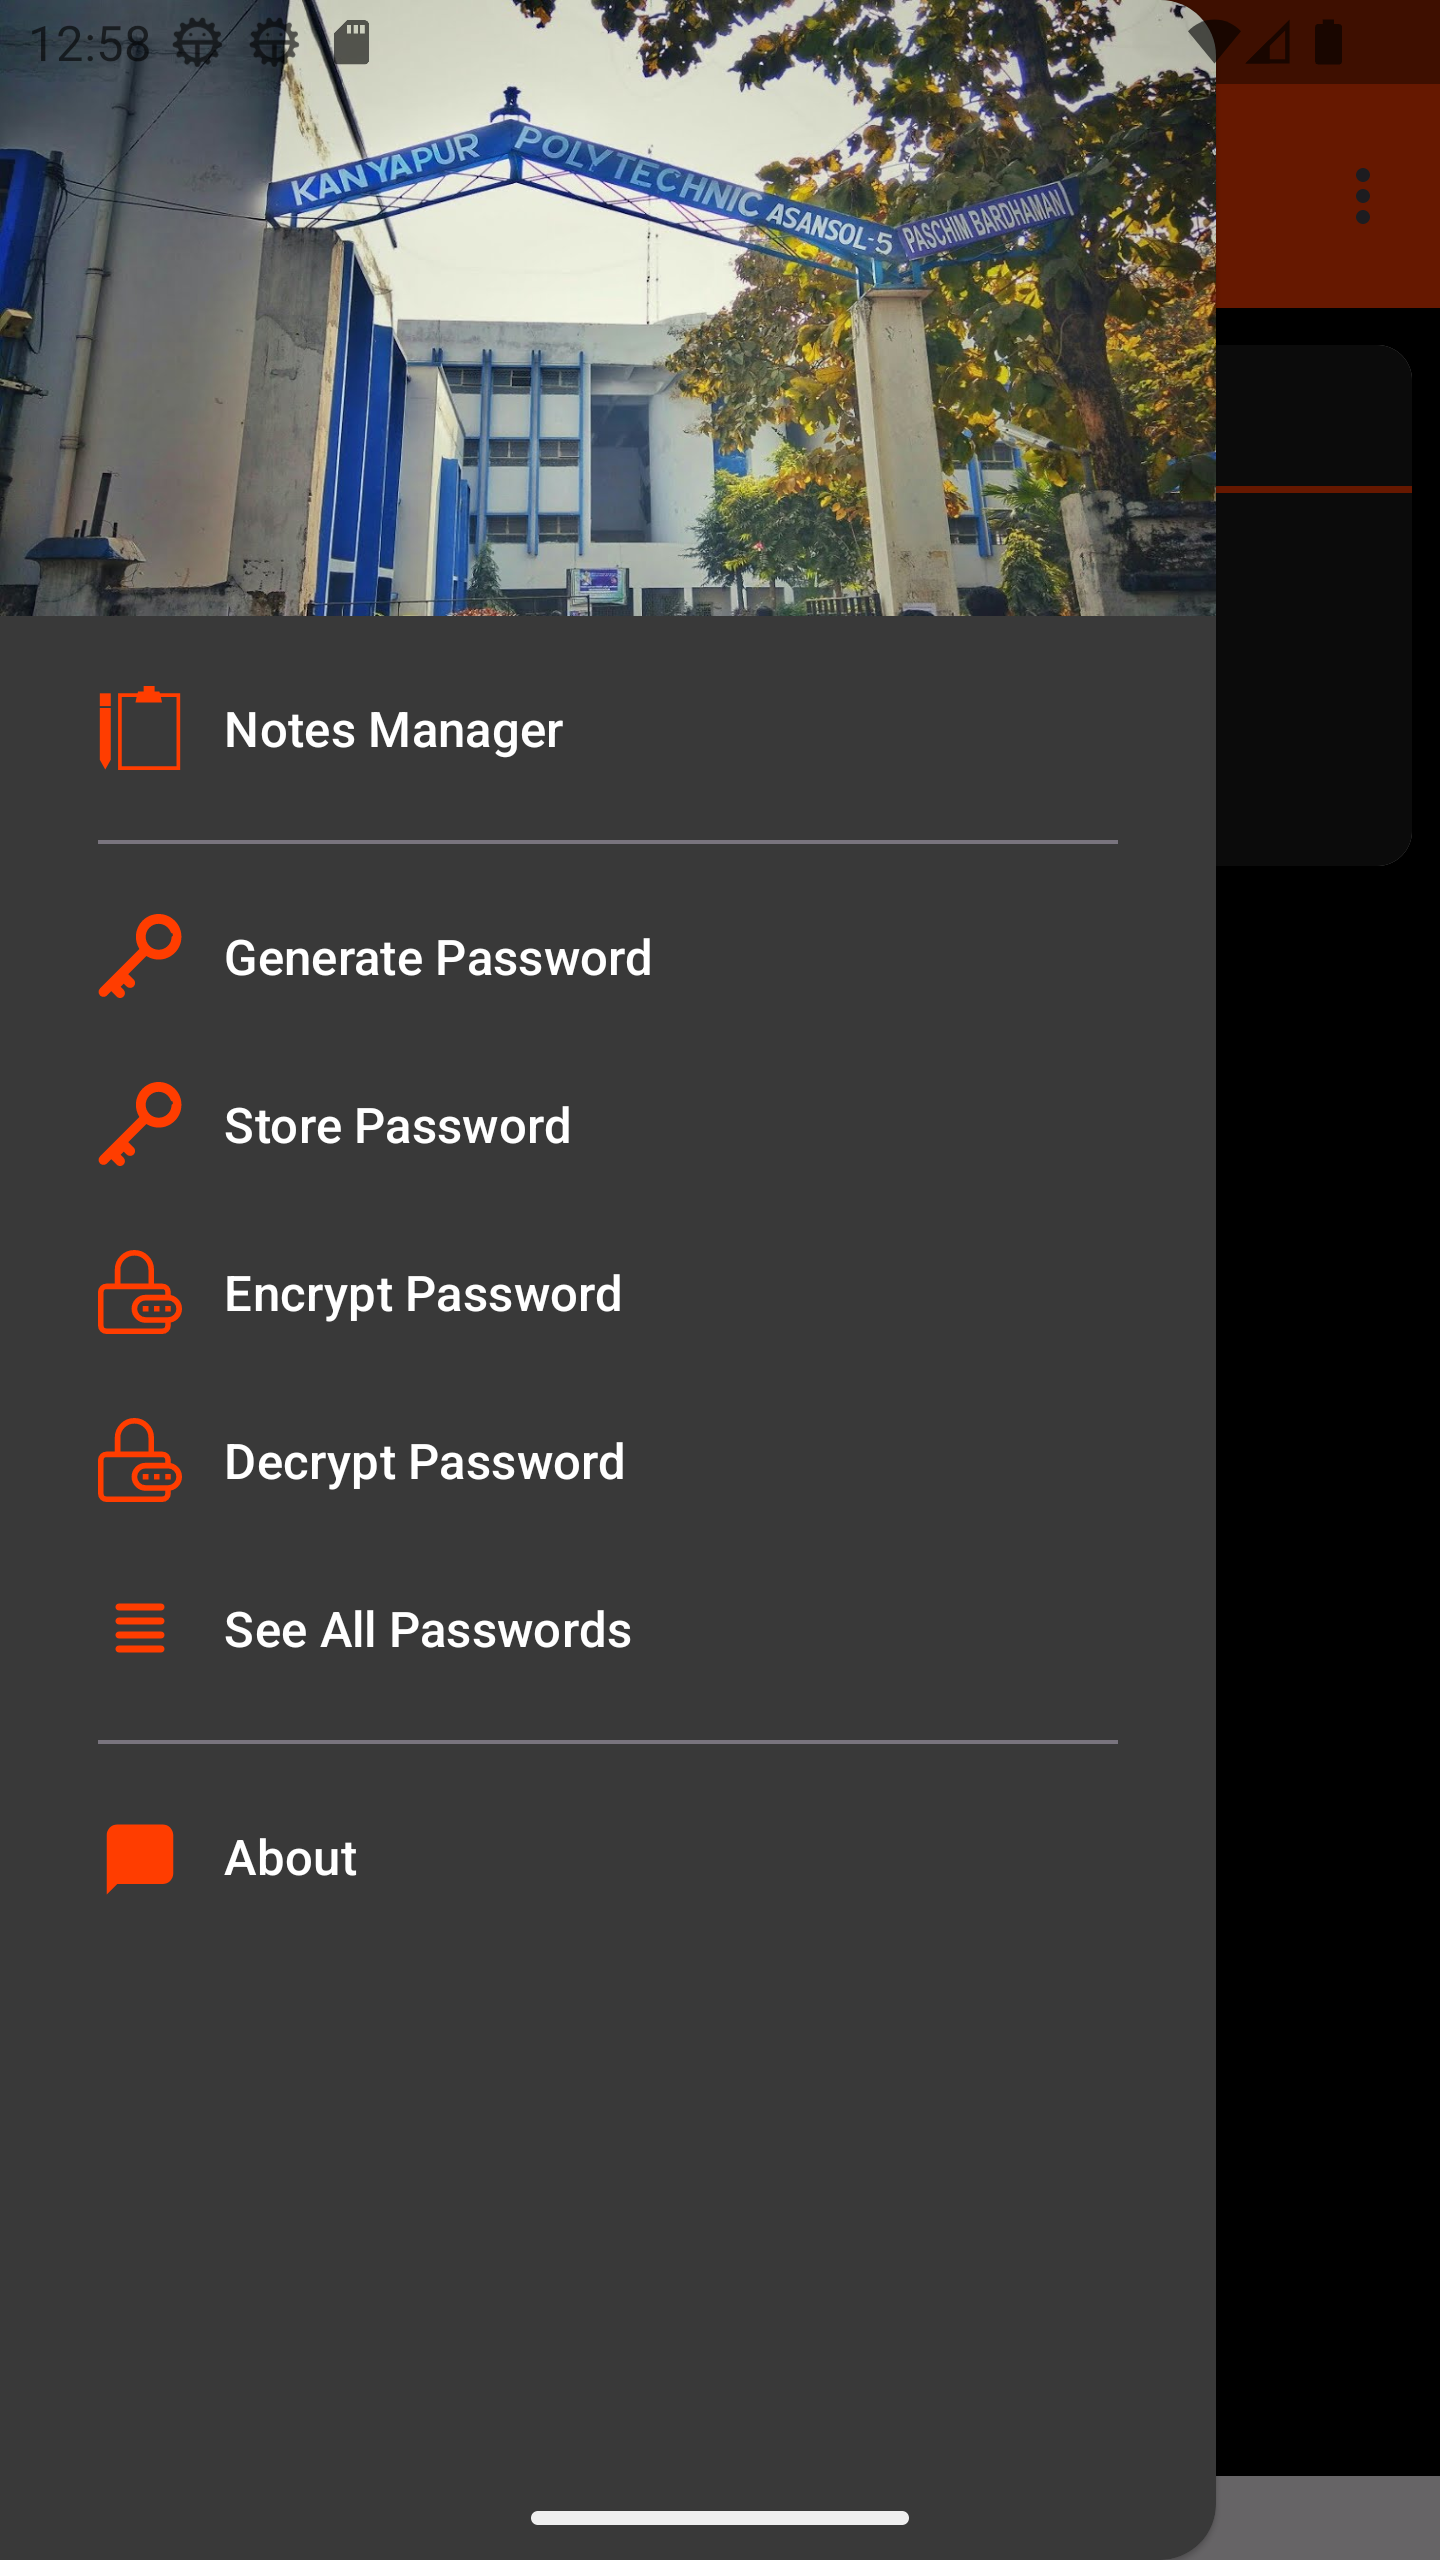 12:58
KANYAPUR POLYTECHNIC ASANSOL-5 PASCHIM BARDHAMAN
Notes Manager
Generate Password
Store Password
Encrypt Password
Decrypt Password
See All Passwords
About